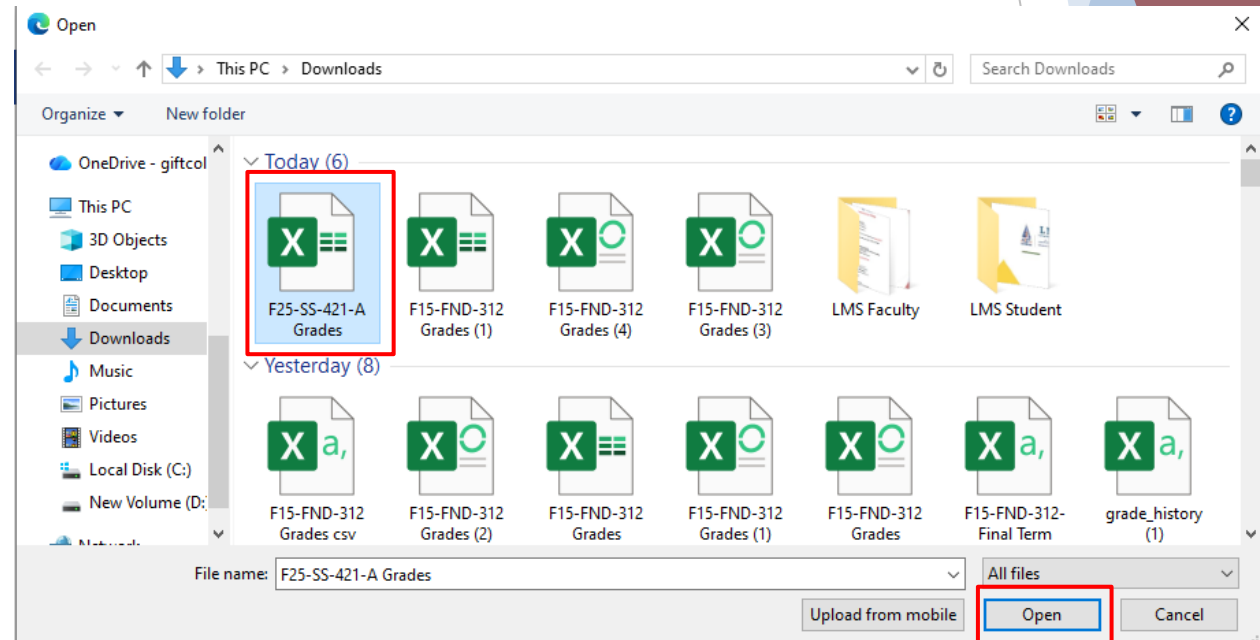 Open
This PC > Downloads
Search Downloads
Organize
New folder
OneDrive - giftcol
This PC
3D Objects
Desktop
Documents
Downloads
Music
Pictures
Videos
Local Disk (C:)
New Volume (D:
Today (6)
F25-SS-421-A
Grades
F15-FND-312
Grades (1)
F15-FND-312
Grades (4)
F15-FND-312
Grades (3)
LMS Faculty
LMS Student
Yesterday (8)
F15-FND-312
Grades csv
F15-FND-312
Grades (2)
F15-FND-312
Grades
F15-FND-312
Grades (1)
F15-FND-312
Grades
F15-FND-312-
Final Term
grade_history
(1)
File name: F25-SS-421-A Grades
All files
Upload from mobile
Open
Cancel